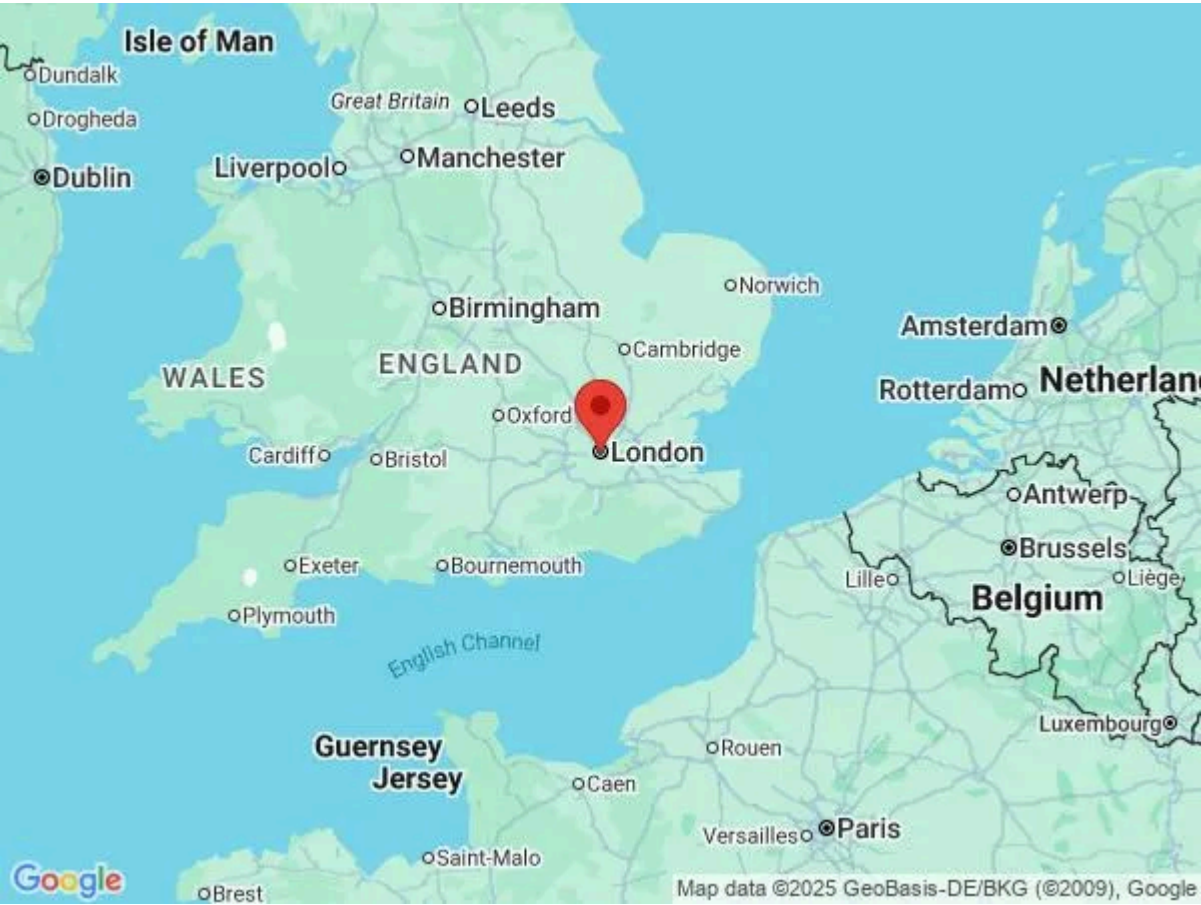 Isle of Man
Dundalk
Great Britain
Leeds
Drogheda
Manchester
Liverpool
Dublin
Norwich
Birmingham
Amsterdam
Cambridge
ENGLAND
WALES
Netherlan
Rotterdam
Oxford
London
Cardiff
Bristol
Antwerp
Brussels
Exeter
Bournemouth
Lille
Liège
Belgium
Plymouth
English Channel
Luxembourg
Guernsey
Rouen
Jersey
Caen
Paris
Versailles
Saint-Malo
Google
Brest
Map data ©2025 GeoBasis-DE/BKG (©2009), Google